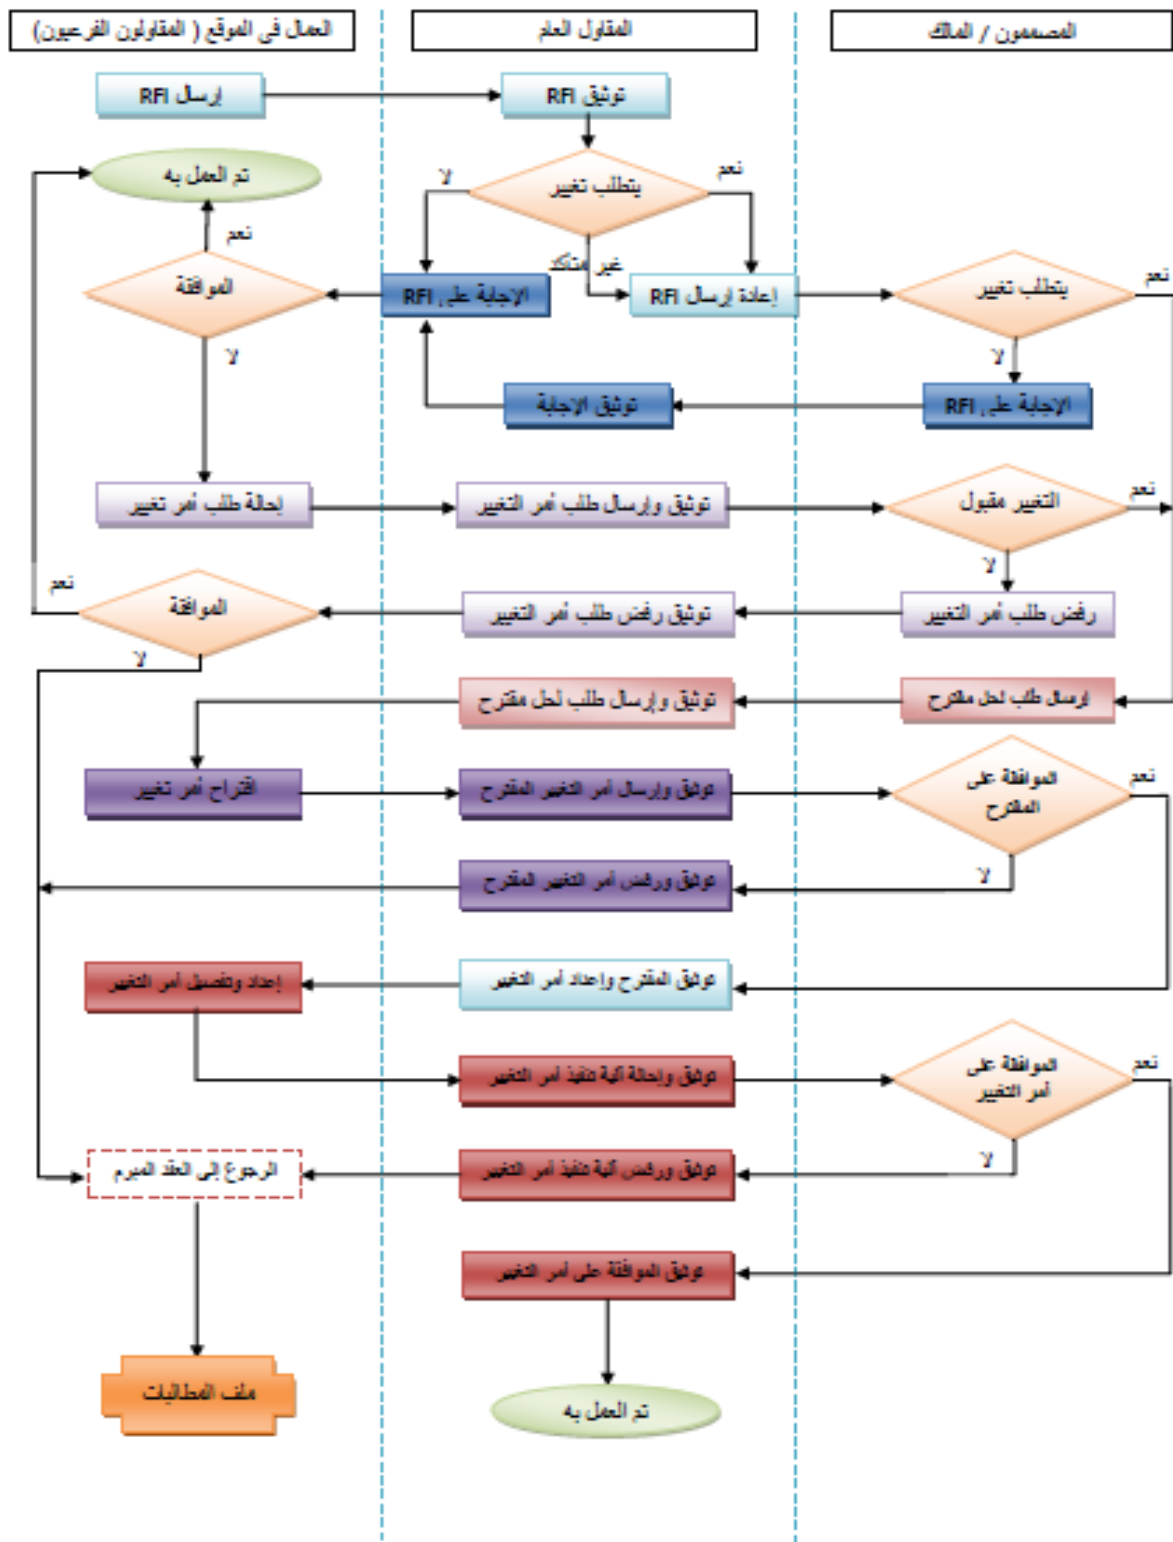 المصممون / المالك
المقاول العام
العمال في الموقع ( المقاولون الفرعيون)
توثيق RFI
إرسال RFI
يتطلب تغيير
نعم
لا
غير متأكد
تم العمل به
نعم
يتطلب تغيير
نعم
لا
إعادة إرسال RFI
الإجابة على RFI
الموافقة
لا
الإجابة على RFI
توثيق الإجابة
التغيير مقبول
نعم
لا
توثيق وإرسال طلب أمر التغيير
إحالة طلب أمر تغيير
رفض طلب أمر التغيير
توثيق رفض طلب أمر التغيير
الموافقة
نعم
لا
إرسال طلب لحل مقترح
توثيق وإرسال طلب لحل مقترح
الموافقة على
المقترح
نعم
لا
توثيق وإرسال أمر التغيير المقترح
اقتراح أمر تغيير
توثيق ورفض أمر التغيير المقترح
توثيق المقترح وإعداد أمر التغيير
إعداد وتفصيل أمر التغيير
الموافقة على
أمر التغيير
نعم
لا
توثيق وإحالة آلية تنفيذ أمر التغيير
توثيق ورفض آلية تنفيذ أمر التغيير
الرجوع إلى العقد المبرم
توثيق الموافقة على أمر التغيير
ملف المطالبات
تم العمل به